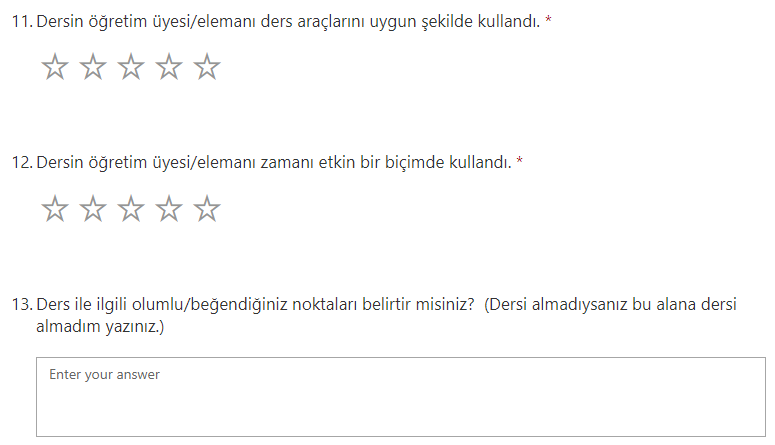 11. Dersin öğretim üyesi/elemanı ders araçlarını uygun şekilde kullandı. *
12. Dersin öğretim üyesi/elemanı zamanı etkin bir biçimde kullandı. *
13. Ders ile ilgili olumlu/beğendiğiniz noktaları belirtir misiniz?  (Dersi almadıysanız bu alana dersi
almadım yazınız.)
Enter your answer